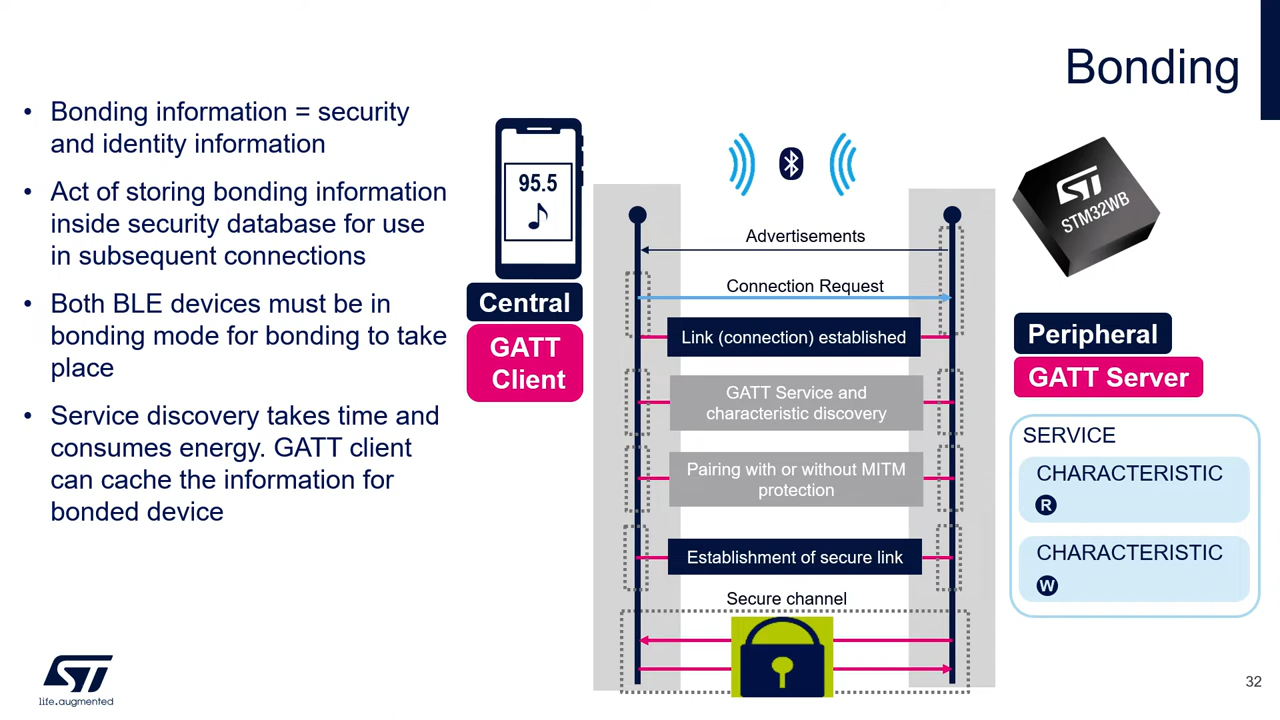 Bonding
• Bonding information = security
and identity information
• Act of storing bonding information
inside security database for use
in subsequent connections
• Both BLE devices must be in
bonding mode for bonding to take
place
• Service discovery takes time and
consumes energy. GATT client
can cache the information for
bonded device
95.5
Central
GATT
Client
Advertisements
Connection Request
Link (connection) established
GATT Service and
characteristic discovery
Pairing with or without MITM
protection
Establishment of secure link
Secure channel
ST
STM32WB
Peripheral
GATT Server
SERVICE
CHARACTERISTIC
R
CHARACTERISTIC
W
ST
life.augmented
32